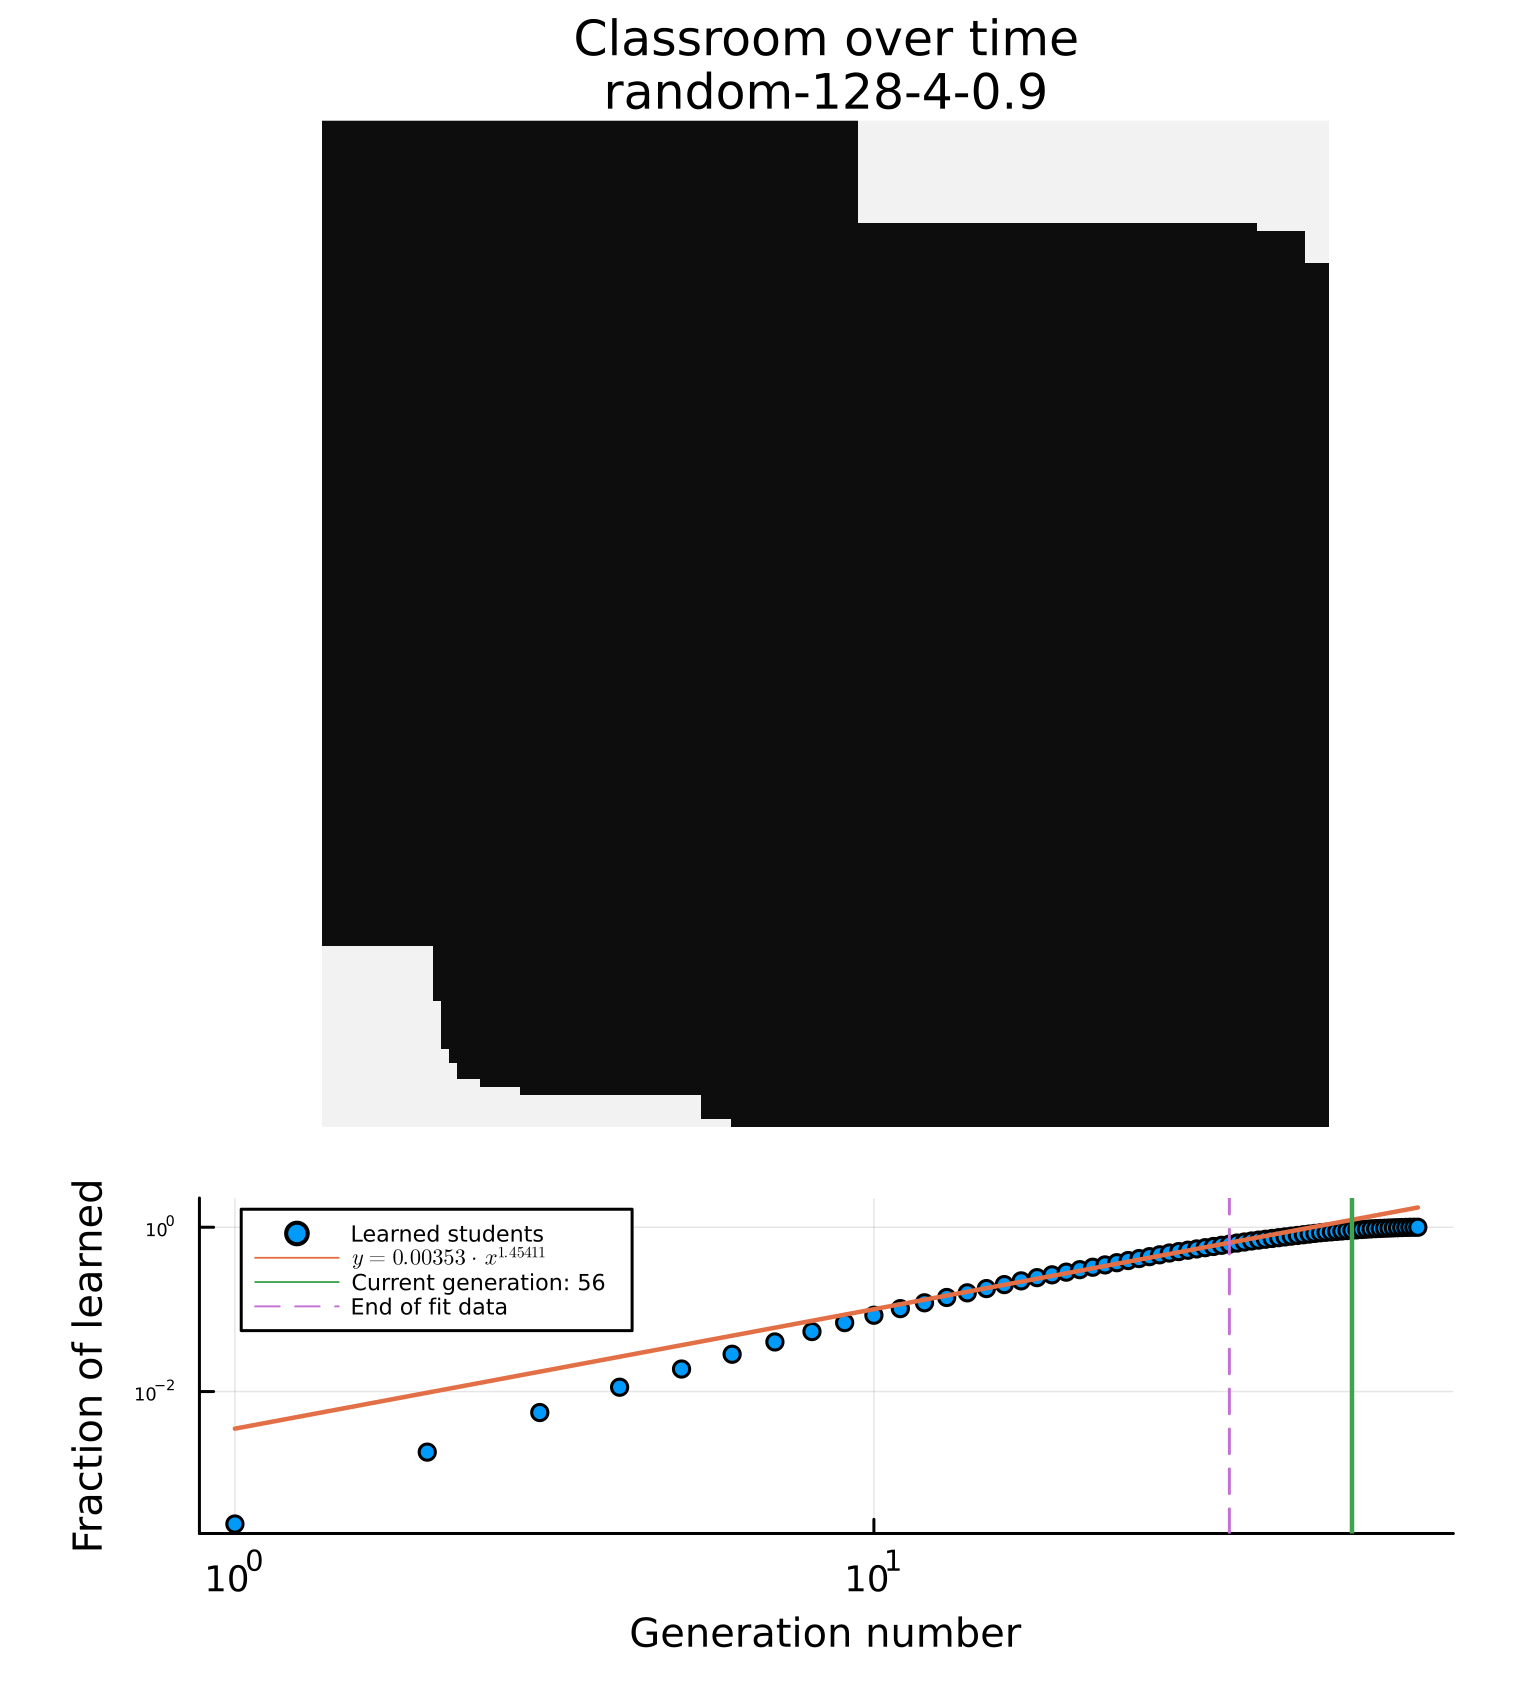 Classroom over time
random-128-4-0.9
Fraction of learned
10^0
10^-2
Learned students
y = 0.00353 · x^1.45411
Current generation: 56
End of fit data
10^0
10^1
Generation number